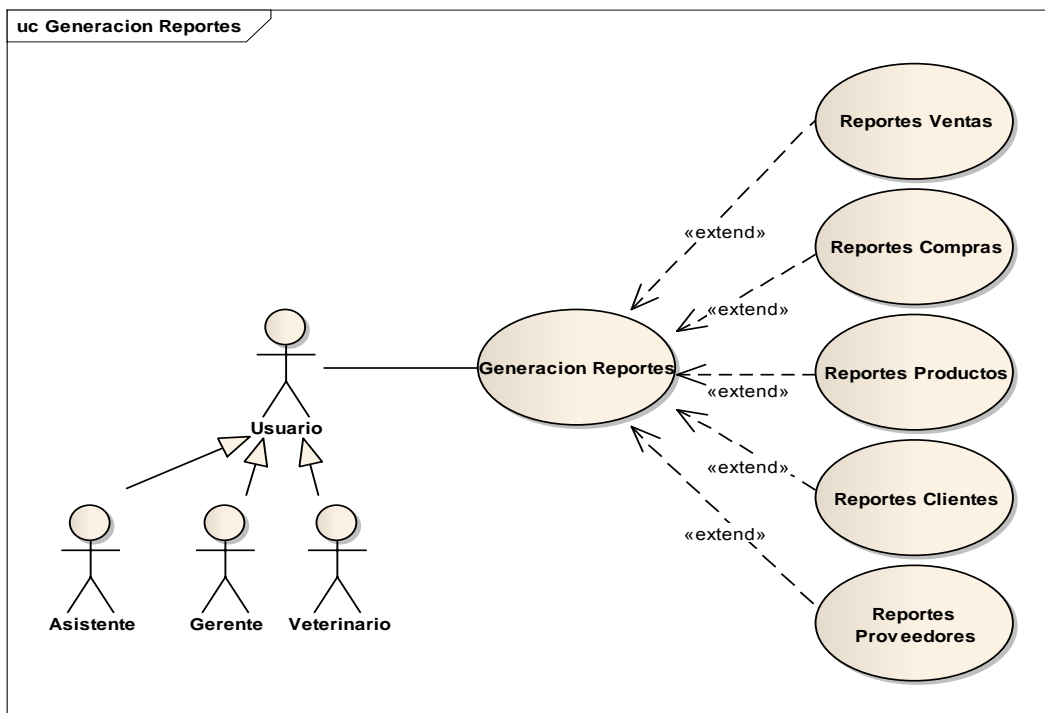 uc Generacion Reportes
Reportes Ventas
«extend»
Reportes Compras
«extend»
Generacion Reportes
Reportes Productos
«extend»
Usuario
«extend»
Reportes Clientes
«extend»
Asistente
Gerente
Veterinario
Reportes
Proveedores